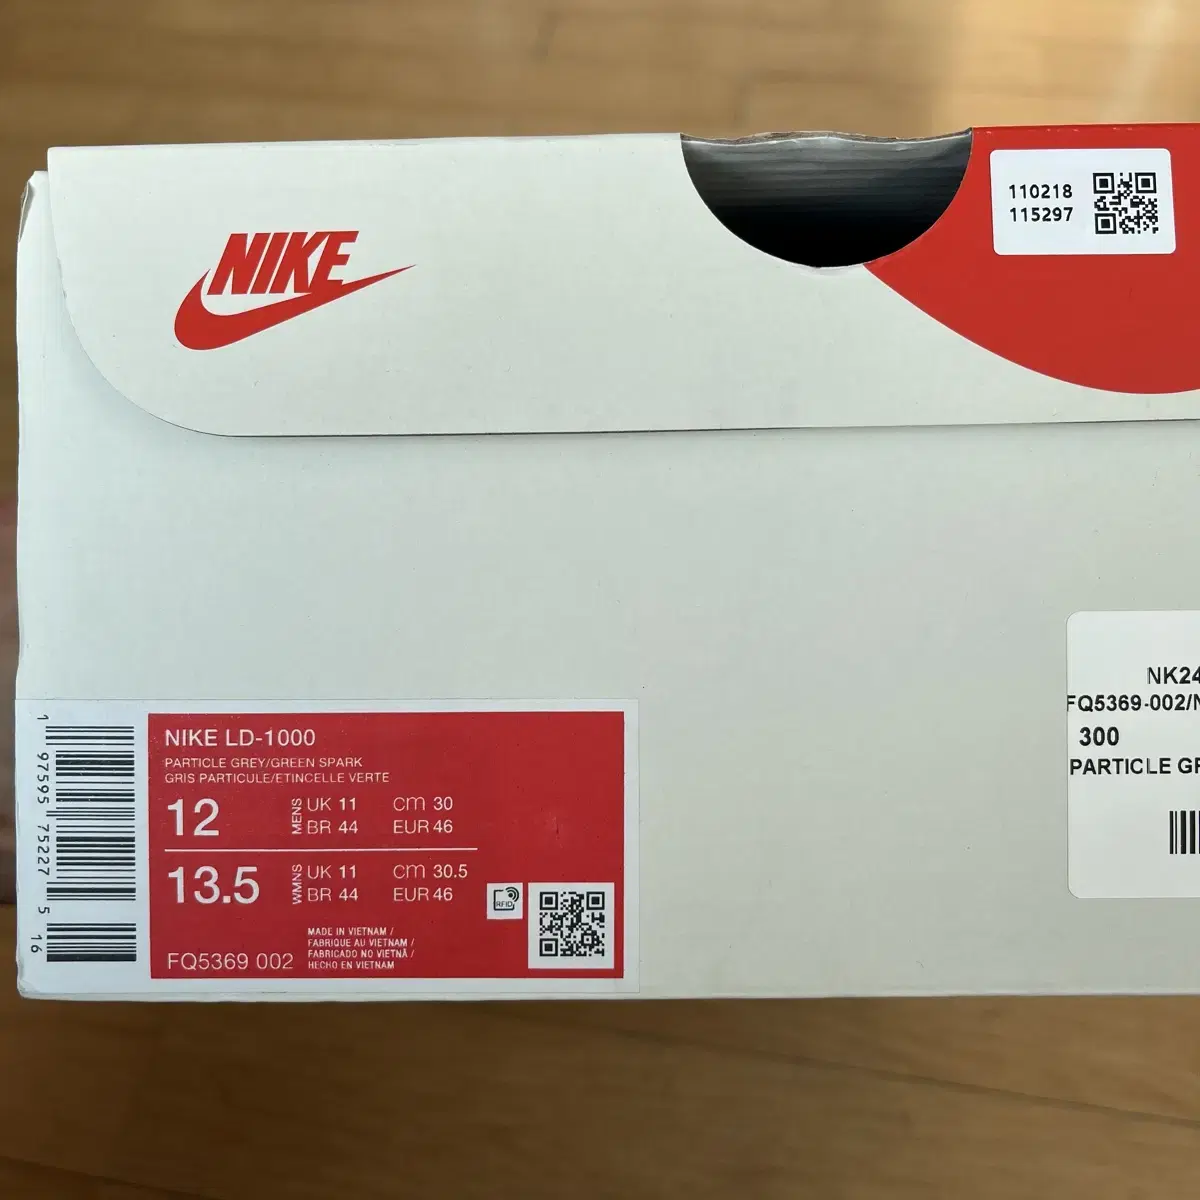 NIKE
110218
115297
NK24
FQ5369-002/N
300
PARTICLE GR
1 97595 75227 5 16
NIKE LD-1000
PARTICLE GREY/GREEN SPARK
GRIS PARTICULE/ETINCELLE VERTE
12 MENS UK 11 cm 30
BR 44 EUR 46
13.5 WMNS UK 11 cm 30.5
BR 44 EUR 46
RFID
FQ5369 002
MADE IN VIETNAM /
FABRIQUE AU VIETNAM /
FABRICADO NO VIETNÃ /
HECHO EN VIETNAM